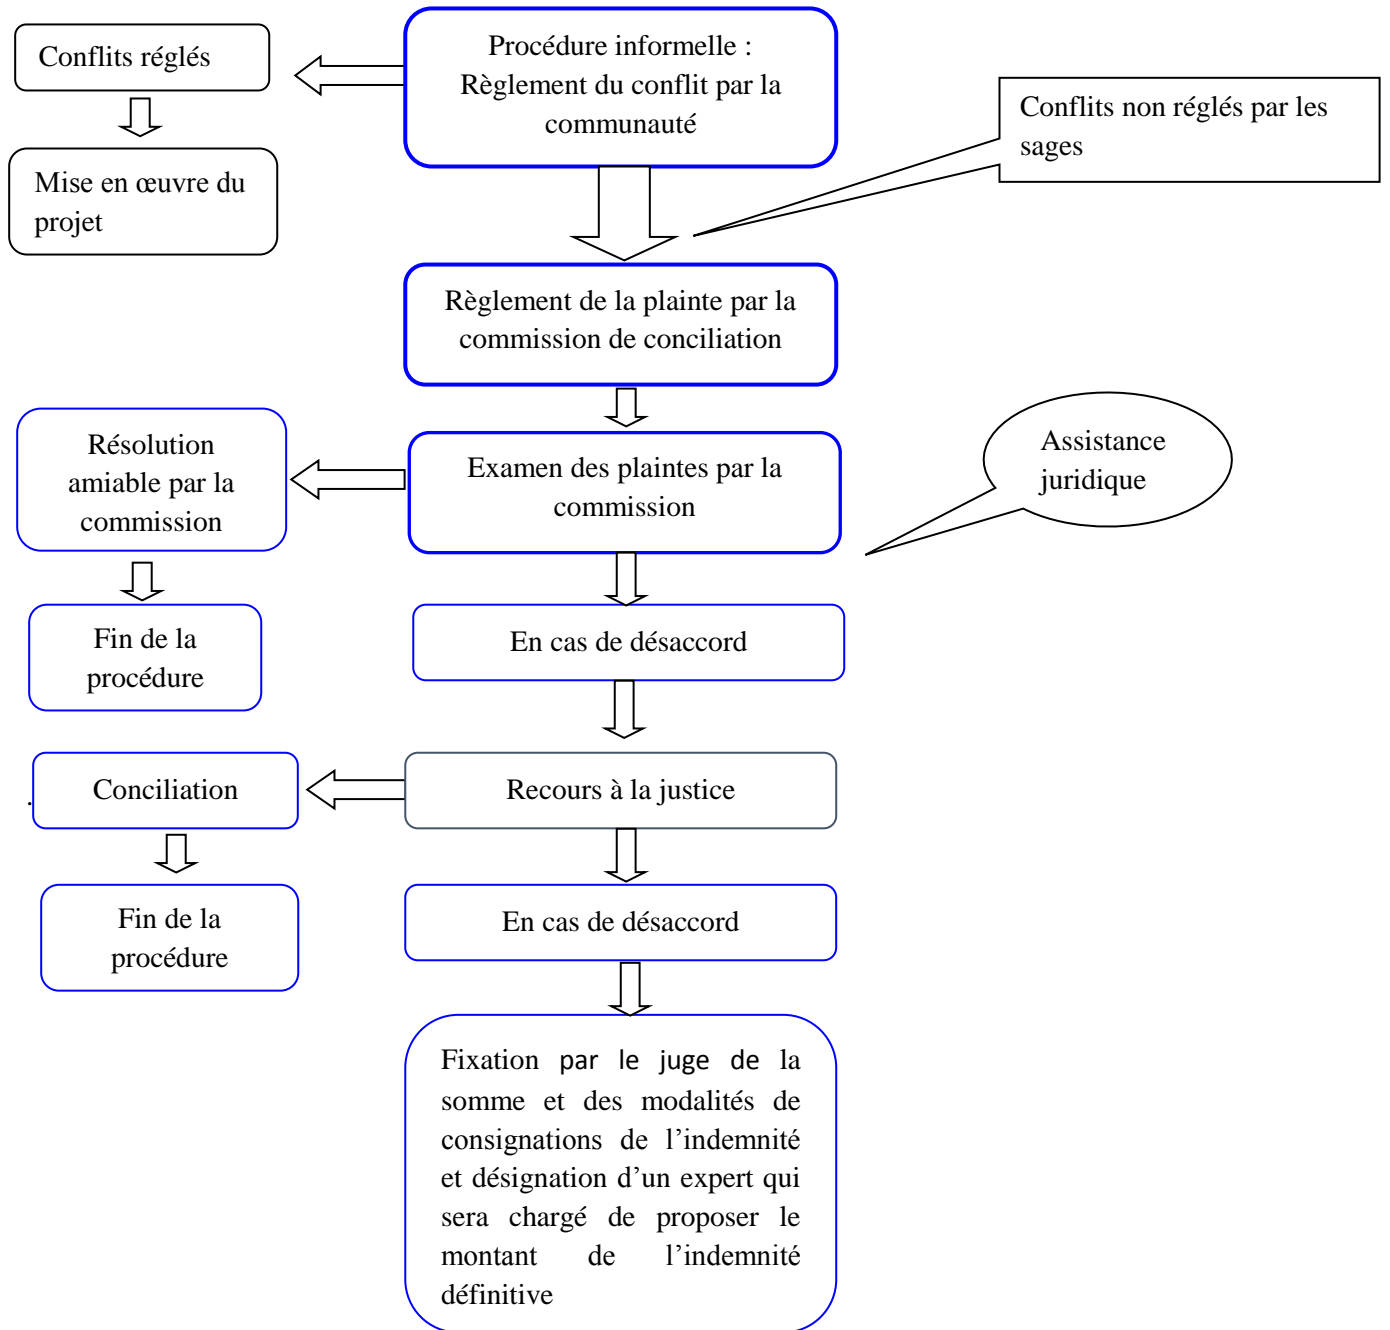 Procédure informelle :
Règlement du conflit par la
communauté
Conflits réglés
Mise en œuvre du
projet
Conflits non réglés par les
sages
Règlement de la plainte par la
commission de conciliation
Examen des plaintes par la
commission
Résolution
amiable par la
commission
Fin de la
procédure
Assistance
juridique
En cas de désaccord
Recours à la justice
Conciliation
.
Fin de la
procédure
En cas de désaccord
Fixation par le juge de la
somme et des modalités de
consignations de l’indemnité
et désignation d’un expert qui
sera chargé de proposer le
montant de l’indemnité
définitive